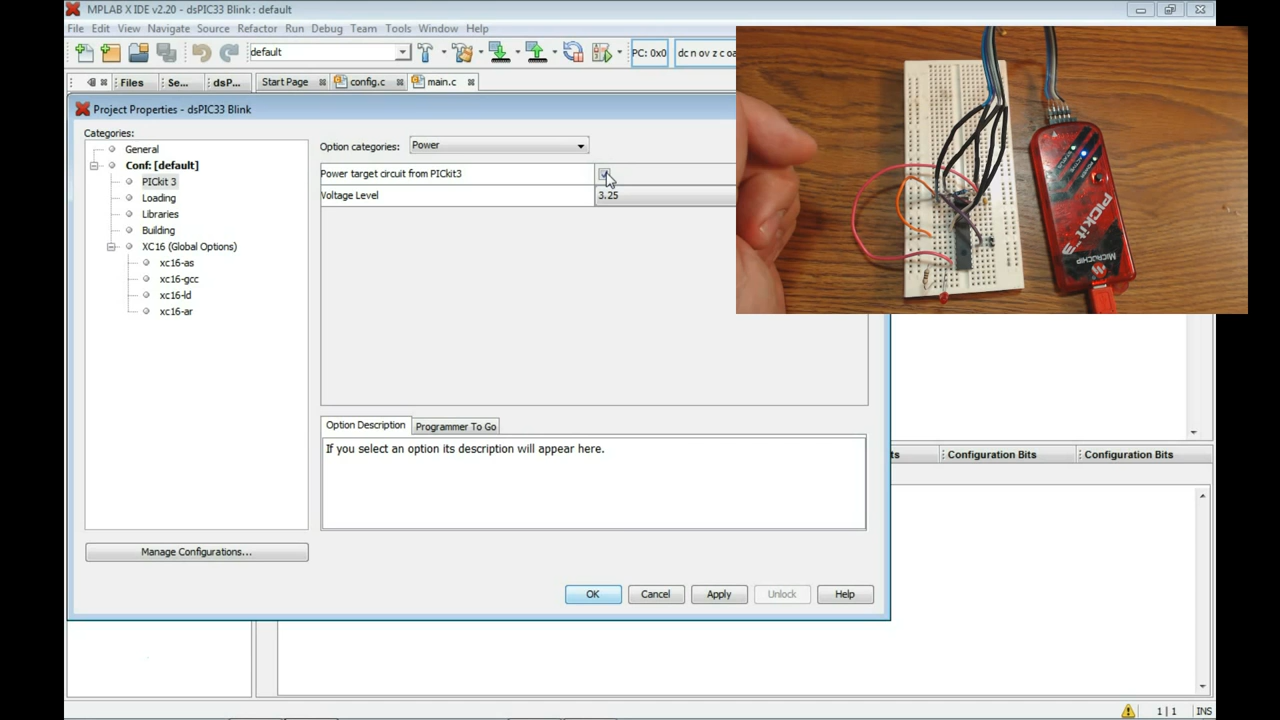 MPLAB X IDE v2.20 - dsPIC33 Blink : default
File Edit View Navigate Source Refactor Run Debug Team Tools Window Help
default
PC: 0x0
dc n ov z c oa
Files
Se...
dsP...
Start Page
config.c
main.c
Project Properties - dsPIC33 Blink
Categories:
General
Conf: [default]
PICkit 3
Loading
Libraries
Building
XC16 (Global Options)
xc16-as
xc16-gcc
xc16-ld
xc16-ar
Manage Configurations...
Option categories: Power
Power target circuit from PICkit3
Voltage Level 3.25
Option Description
Programmer To Go
If you select an option its description will appear here.
OK Cancel Apply Unlock Help
ts
Configuration Bits
Configuration Bits
1 | 1 INS
PICkit 3
MICROCHIP